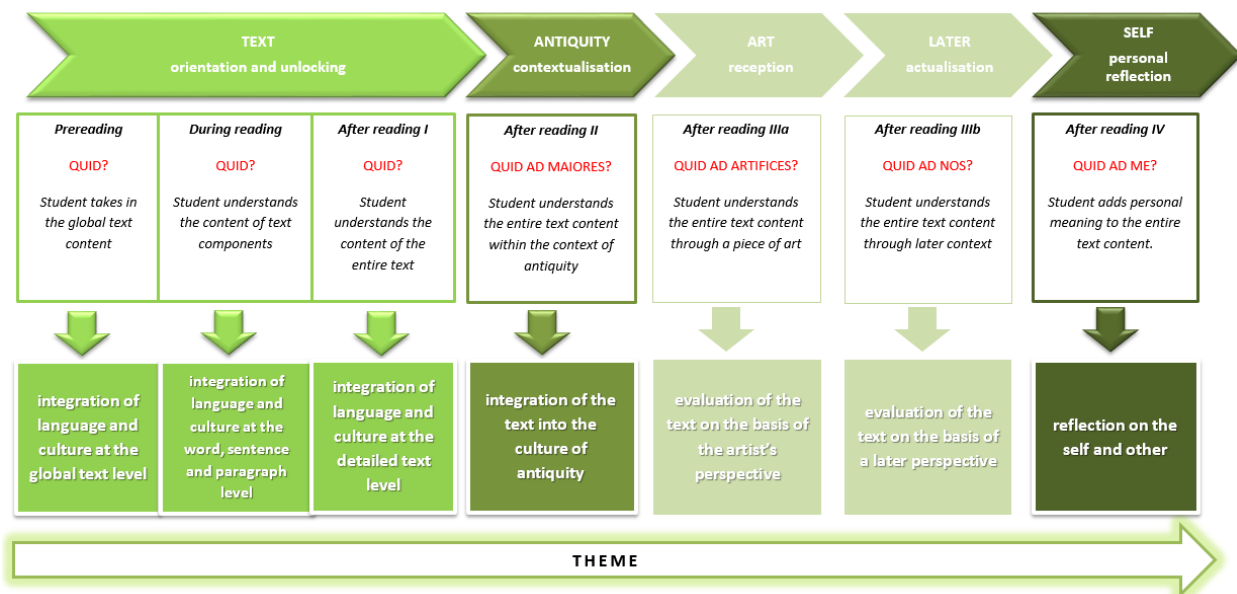 TEXT
orientation and unlocking
ANTIQUITY
contextualisation
ART
reception
LATER
actualisation
SELF
personal
reflection
Prereading
QUID?
Student takes in
the global text
content
During reading
QUID?
Student understands
the content of text
components
After reading I
QUID?
Student
understands the
content of the
entire text
After reading II
QUID AD MAIORES?
Student understands
the entire text content
within the context of
antiquity
After reading IIIa
QUID AD ARTIFICES?
Student understands
the entire text content
through a piece of art
After reading IIIb
QUID AD NOS?
Student understands
the entire text content
through later context
After reading IV
QUID AD ME?
Student adds personal
meaning to the entire
text content.
integration of
language and
culture at the
global text level
integration of
language and
culture at the
word, sentence
and paragraph
level
integration of
language and
culture at the
detailed text
level
integration of the
text into the
culture of
antiquity
evaluation of the
text on the basis of
the artist's
perspective
evaluation of the
text on the basis of
a later perspective
reflection on the
self and other
THEME